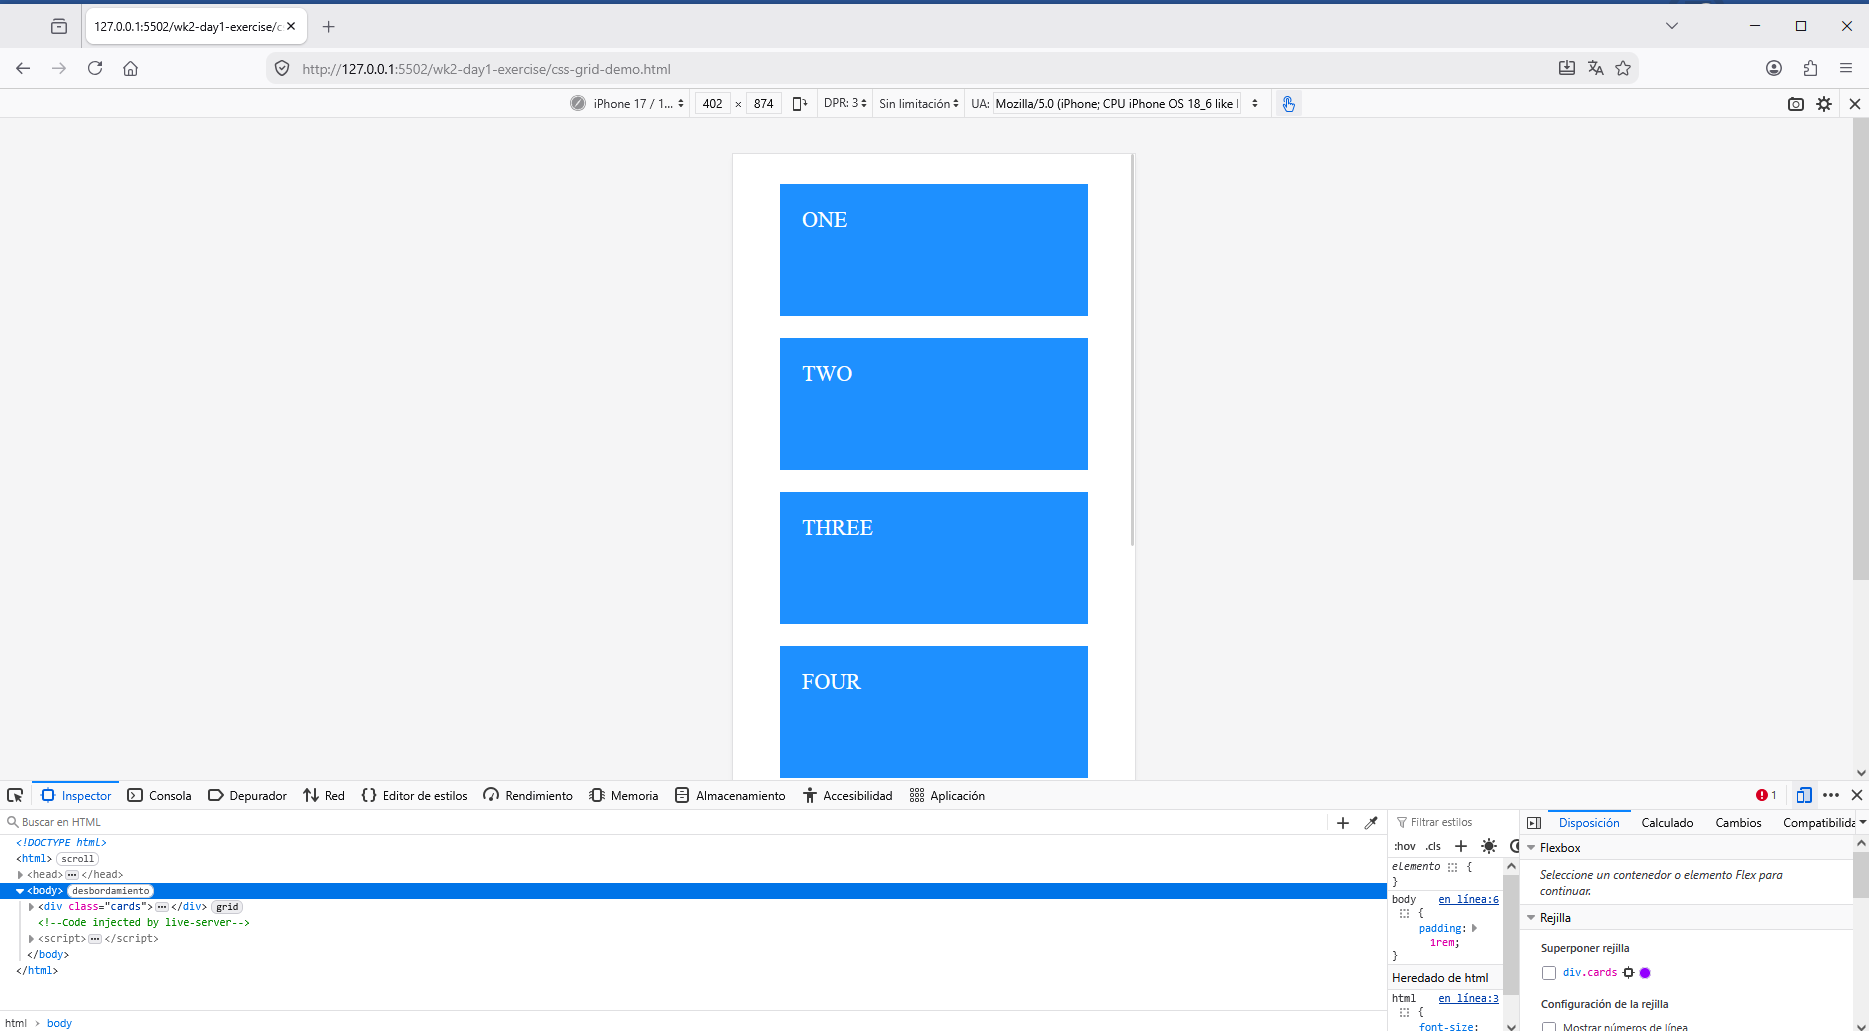 127.0.0.1:5502/wk2-day1-exercise/c
http://127.0.0.1:5502/wk2-day1-exercise/css-grid-demo.html
iPhone 17 / 1... 402 × 874 DPR: 3 Sin limitación UA: Mozilla/5.0 (iPhone; CPU iPhone OS 18_6 like
ONE
TWO
THREE
FOUR
Inspector Consola Depurador Red Editor de estilos Rendimiento Memoria Almacenamiento Accesibilidad Aplicación 1
Buscar en HTML
<!DOCTYPE html>
<html> scroll
<head> ••• </head>
<body> desbordamiento
<div class="cards"> ••• </div> grid
<!--Code injected by live-server-->
<script> ••• </script>
</body>
</html>
html > body
Filtrar estilos
:hov .cls
elemento {
}
body en línea:6
{
padding:
1rem;
}
Heredado de html
html en línea:3
{
font-size:
Disposición Calculado Cambios Compatibilida
Flexbox
Seleccione un contenedor o elemento Flex para
continuar.
Rejilla
Superponer rejilla
div.cards
Configuración de la rejilla
Mostrar números de línea